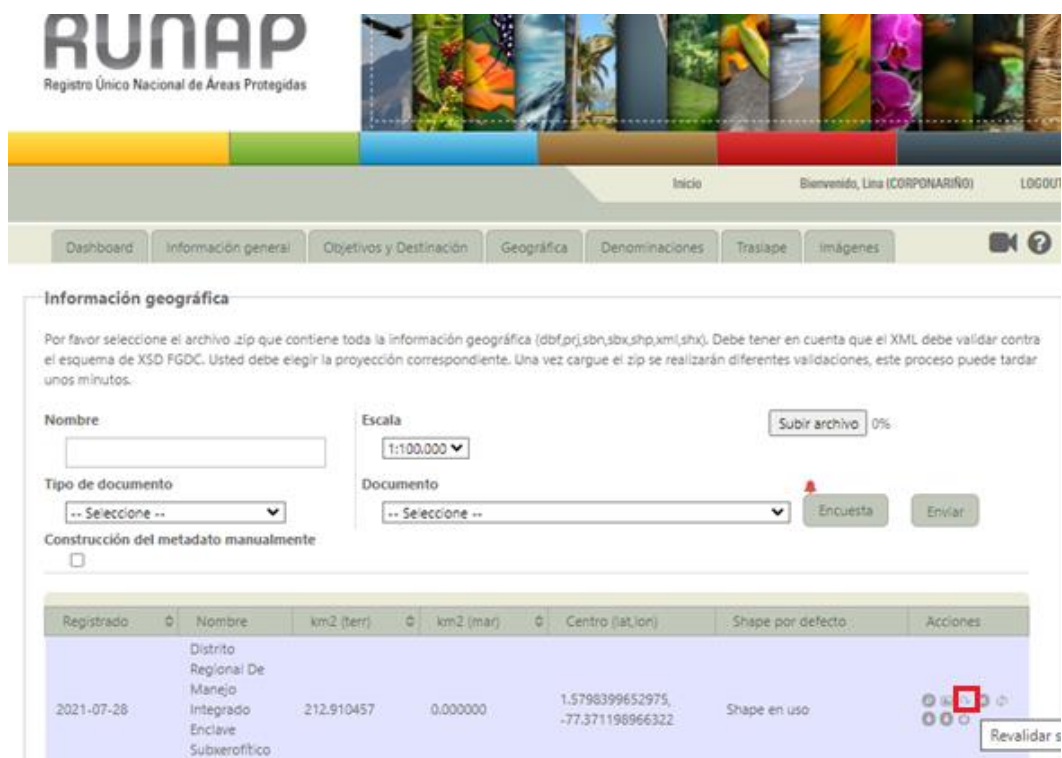 RUNAP
Registro Único Nacional de Áreas Protegidas
Inicio
Bienvenido, Lina (CORPONARIÑO)
LOGOUT
Dashboard
Información general
Objetivos y Destinación
Geográfica
Denominaciones
Traslape
Imágenes
Información geográfica
Por favor seleccione el archivo .zip que contiene toda la información geográfica (dbf,prj,sbn,sbx,shp,xml,shx). Debe tener en cuenta que el XML debe validar contra
el esquema de XSD FGDC. Usted debe elegir la proyección correspondiente. Una vez cargue el zip se realizarán diferentes validaciones, este proceso puede tardar
unos minutos.
Nombre
Escala
1:100.000
Subir archivo 0%
Tipo de documento
-- Seleccione --
Documento
-- Seleccione --
Encuesta
Enviar
Construcción del metadato manualmente
Registrado
Nombre
km2 (terr)
km2 (mar)
Centro (lat,lon)
Shape por defecto
Acciones
2021-07-28
Distrito
Regional De
Manejo
Integrado
Enclave
Subxerofítico
212.910457
0.000000
1.5798399652975,
-77.371198966322
Shape en uso
Revalidar s